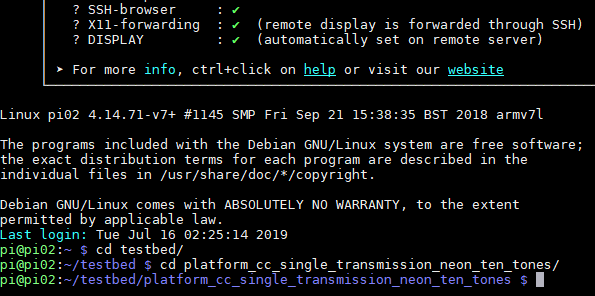 ? SSH-browser : ✔
? X11-forwarding : ✔ (remote display is forwarded through SSH)
? DISPLAY : ✔ (automatically set on remote server)
➤ For more info, ctrl+click on help or visit our website
Linux pi02 4.14.71-v7+ #1145 SMP Fri Sep 21 15:38:35 BST 2018 armv7l
The programs included with the Debian GNU/Linux system are free software;
the exact distribution terms for each program are described in the
individual files in /usr/share/doc/*/copyright.
Debian GNU/Linux comes with ABSOLUTELY NO WARRANTY, to the extent
permitted by applicable law.
Last login: Tue Jul 16 02:25:14 2019
pi@pi02:~ $ cd testbed/
pi@pi02:~/testbed $ cd platform_cc_single_transmission_neon_ten_tones/
pi@pi02:~/testbed/platform_cc_single_transmission_neon_ten_tones $